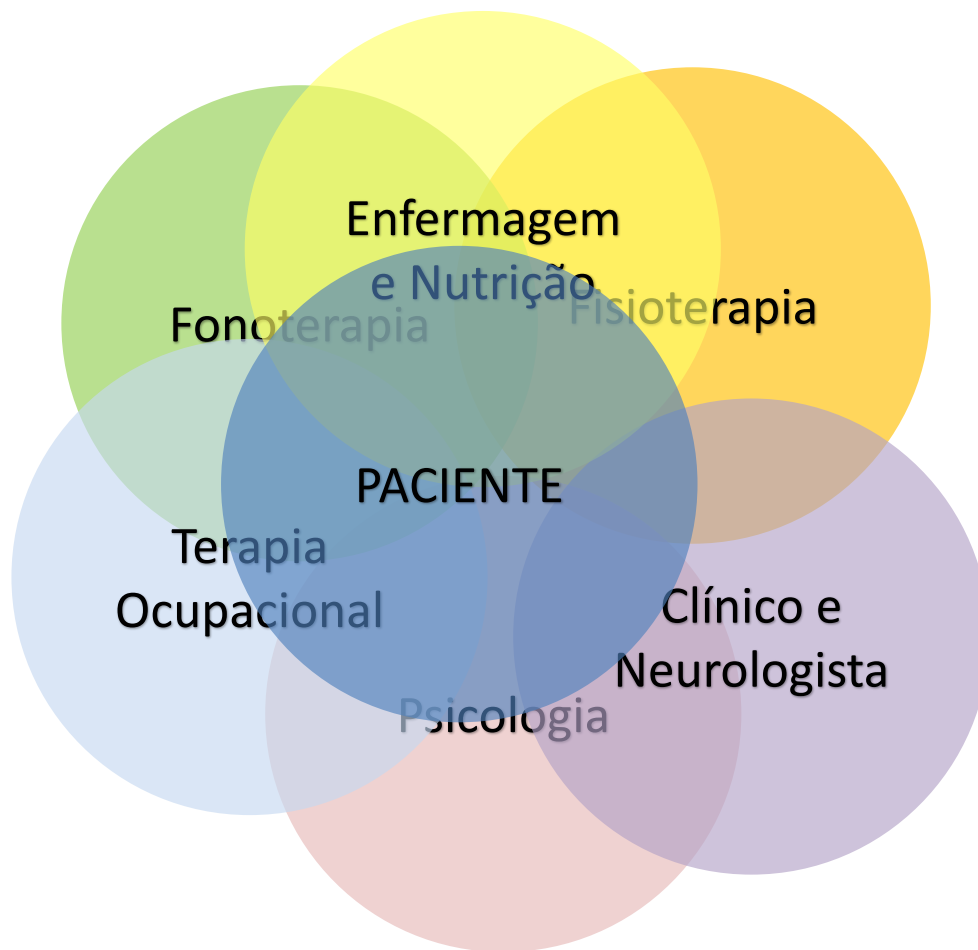 Enfermagem
e Nutrição
Fonoterapia
Fisioterapia
PACIENTE
Terapia
Ocupacional
Clínico e
Neurologista
Psicologia